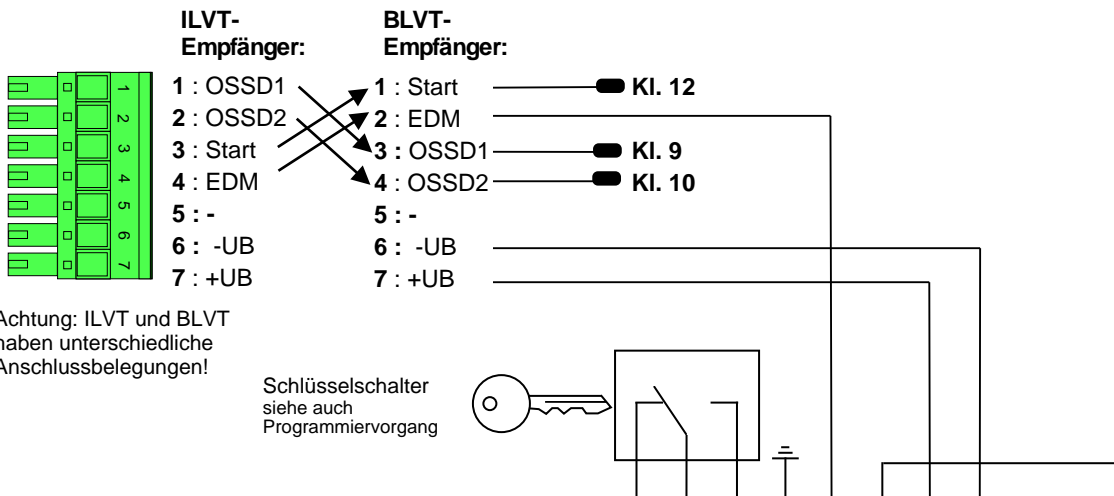 ILVT-
Empfänger:
BLVT-
Empfänger:
1
2
3
4
5
6
7
1 : OSSD1
2 : OSSD2
3 : Start
4 : EDM
5 : -
6 : -UB
7 : +UB
1 : Start
2 : EDM
3 : OSSD1
4 : OSSD2
5 : -
6 : -UB
7 : +UB
Kl. 12
Kl. 9
Kl. 10
Achtung: ILVT und BLVT
haben unterschiedliche
Anschlussbelegungen!
Schlüsselschalter
siehe auch
Programmiervorgang